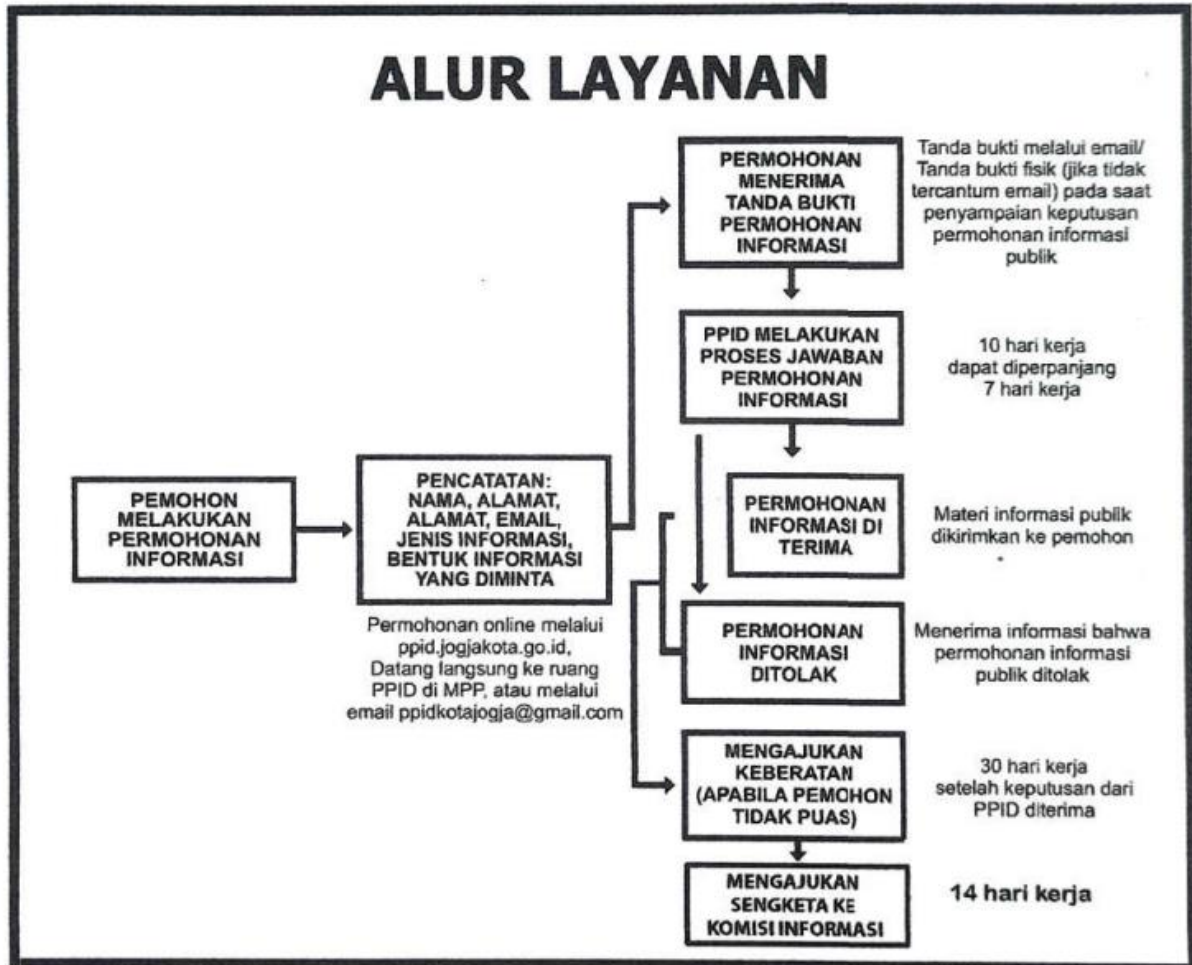 ALUR LAYANAN
PEMOHON
MELAKUKAN
PERMOHONAN
INFORMASI
PENCATATAN:
NAMA, ALAMAT,
ALAMAT, EMAIL,
JENIS INFORMASI,
BENTUK INFORMASI
YANG DIMINTA
Permohonan online melalui
ppid.jogjakota.go.id,
Datang langsung ke ruang
PPID di MPP, atau melalui
email ppidkotajogja@gmail.com
PERMOHONAN
MENERIMA
TANDA BUKTI
PERMOHONAN
INFORMASI
Tanda bukti melalui email/
Tanda bukti fisik (jika tidak
tercantum email) pada saat
penyampaian keputusan
permohonan informasi
publik
PPID MELAKUKAN
PROSES JAWABAN
PERMOHONAN
INFORMASI
10 hari kerja
dapat diperpanjang
7 hari kerja
PERMOHONAN
INFORMASI DI
TERIMA
Materi informasi publik
dikirimkan ke pemohon
PERMOHONAN
INFORMASI
DITOLAK
Menerima informasi bahwa
permohonan informasi
publik ditolak
MENGAJUKAN
KEBERATAN
(APABILA PEMOHON
TIDAK PUAS)
30 hari kerja
setelah keputusan dari
PPID diterima
MENGAJUKAN
SENGKETA KE
KOMISI INFORMASI
14 hari kerja